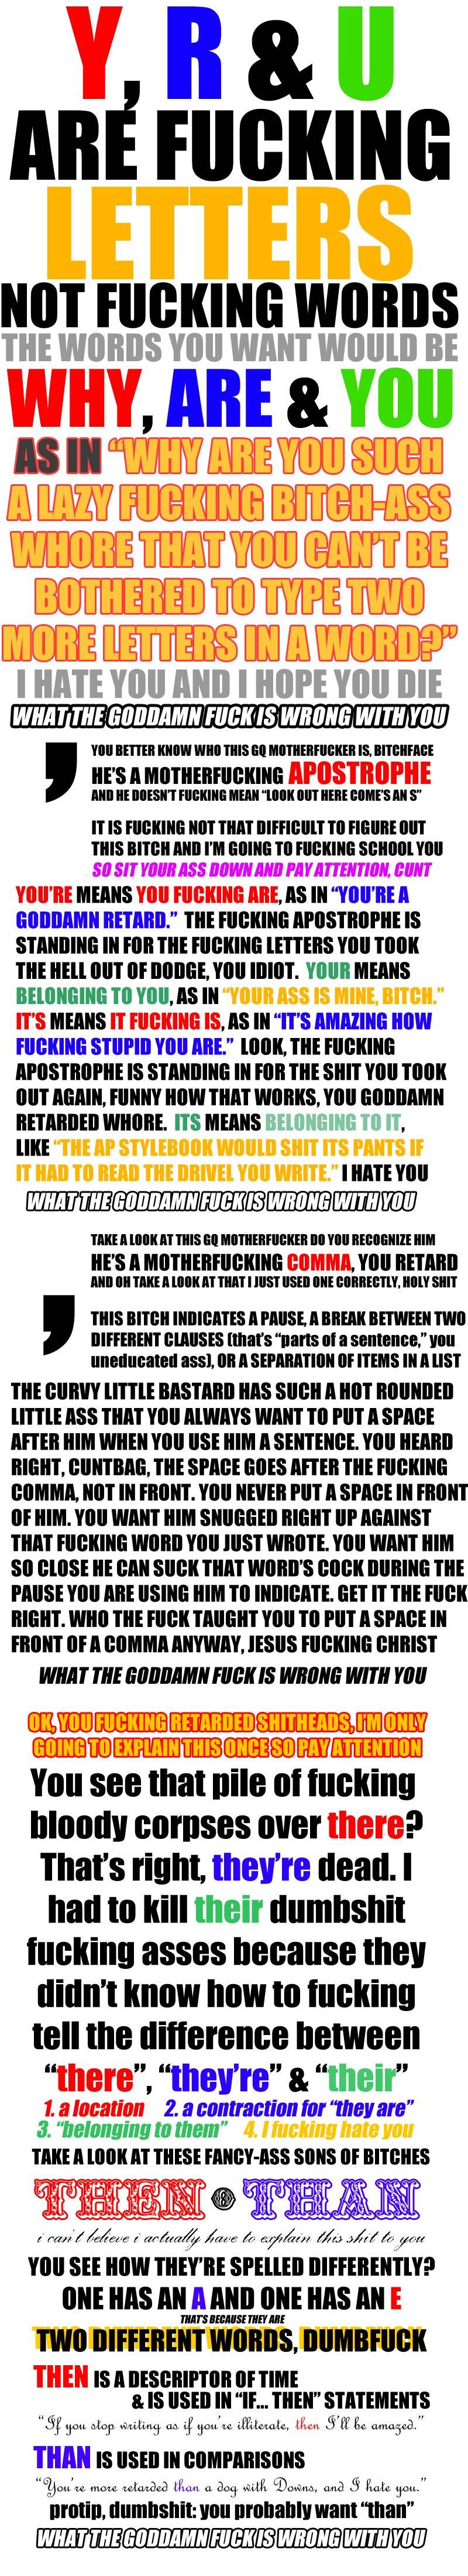 Y, R & U
ARE FUCKING
LETTERS
NOT FUCKING WORDS
THE WORDS YOU WANT WOULD BE
WHY, ARE & YOU
AS IN “WHY ARE YOU SUCH
A LAZY FUCKING BITCH-ASS
WHORE THAT YOU CAN’T BE
BOTHERED TO TYPE TWO
MORE LETTERS IN A WORD?”
I HATE YOU AND I HOPE YOU DIE
WHAT THE GODDAMN FUCK IS WRONG WITH YOU
’
YOU BETTER KNOW WHO THIS GQ MOTHERFUCKER IS, BITCHFACE
HE’S A MOTHERFUCKING APOSTROPHE
AND HE DOESN’T FUCKING MEAN “LOOK OUT HERE COME’S AN S”
IT IS FUCKING NOT THAT DIFFICULT TO FIGURE OUT
THIS BITCH AND I’M GOING TO FUCKING SCHOOL YOU
SO SIT YOUR ASS DOWN AND PAY ATTENTION, CUNT
YOU’RE MEANS YOU FUCKING ARE, AS IN “YOU’RE A
GODDAMN RETARD.” THE FUCKING APOSTROPHE IS
STANDING IN FOR THE FUCKING LETTERS YOU TOOK
THE HELL OUT OF DODGE, YOU IDIOT. YOUR MEANS
BELONGING TO YOU, AS IN “YOUR ASS IS MINE, BITCH.”
IT’S MEANS IT FUCKING IS, AS IN “IT’S AMAZING HOW
FUCKING STUPID YOU ARE.” LOOK, THE FUCKING
APOSTROPHE IS STANDING IN FOR THE SHIT YOU TOOK
OUT AGAIN, FUNNY HOW THAT WORKS, YOU GODDAMN
RETARDED WHORE. ITS MEANS BELONGING TO IT,
LIKE “THE AP STYLEBOOK WOULD SHIT ITS PANTS IF
IT HAD TO READ THE DRIVEL YOU WRITE.” I HATE YOU
WHAT THE GODDAMN FUCK IS WRONG WITH YOU
TAKE A LOOK AT THIS GQ MOTHERFUCKER DO YOU RECOGNIZE HIM
HE’S A MOTHERFUCKING COMMA, YOU RETARD
AND OH TAKE A LOOK AT THAT I JUST USED ONE CORRECTLY, HOLY SHIT
,
THIS BITCH INDICATES A PAUSE, A BREAK BETWEEN TWO
DIFFERENT CLAUSES (that’s “parts of a sentence,” you
uneducated ass), OR A SEPARATION OF ITEMS IN A LIST
THE CURVY LITTLE BASTARD HAS SUCH A HOT ROUNDED
LITTLE ASS THAT YOU ALWAYS WANT TO PUT A SPACE
AFTER HIM WHEN YOU USE HIM A SENTENCE. YOU HEARD
RIGHT, CUNTBAG, THE SPACE GOES AFTER THE FUCKING
COMMA, NOT IN FRONT. YOU NEVER PUT A SPACE IN FRONT
OF HIM. YOU WANT HIM SNUGGED RIGHT UP AGAINST
THAT FUCKING WORD YOU JUST WROTE. YOU WANT HIM
SO CLOSE HE CAN SUCK THAT WORD’S COCK DURING THE
PAUSE YOU ARE USING HIM TO INDICATE. GET IT THE FUCK
RIGHT. WHO THE FUCK TAUGHT YOU TO PUT A SPACE IN
FRONT OF A COMMA ANYWAY, JESUS FUCKING CHRIST
WHAT THE GODDAMN FUCK IS WRONG WITH YOU
OK, YOU FUCKING RETARDED SHITHEADS, I’M ONLY
GOING TO EXPLAIN THIS ONCE SO PAY ATTENTION
You see that pile of fucking
bloody corpses over there?
That’s right, they’re dead. I
had to kill their dumbshit
fucking asses because they
didn’t know how to fucking
tell the difference between
“there”, “they’re” & “their”
1. a location 2. a contraction for “they are”
3. “belonging to them” 4. I fucking hate you
TAKE A LOOK AT THESE FANCY-ASS SONS OF BITCHES
THEN & THAN
i can’t believe i actually have to explain this shit to you
YOU SEE HOW THEY’RE SPELLED DIFFERENTLY?
ONE HAS AN A AND ONE HAS AN E
THAT’S BECAUSE THEY ARE
TWO DIFFERENT WORDS, DUMBFUCK
THEN IS A DESCRIPTOR OF TIME
& IS USED IN “IF... THEN” STATEMENTS
“If you stop writing as if you’re illiterate, then I’ll be amazed.”
THAN IS USED IN COMPARISONS
“You’re more retarded than a dog with Downs, and I hate you.”
protip, dumbshit: you probably want “than”
WHAT THE GODDAMN FUCK IS WRONG WITH YOU